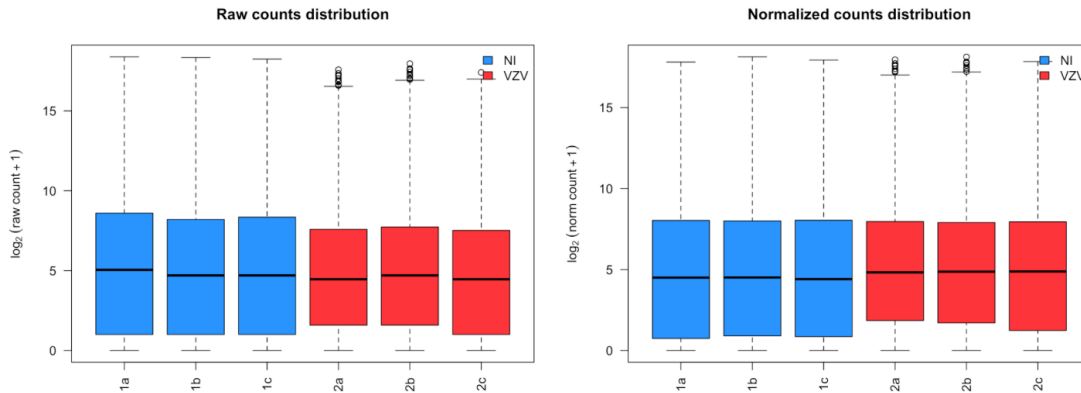 Raw counts distribution
log2 (raw count + 1)
15
10
5
0
NI
VZV
1a
1b
1c
2a
2b
2c
Normalized counts distribution
log2 (norm count + 1)
15
10
5
0
NI
VZV
1a
1b
1c
2a
2b
2c